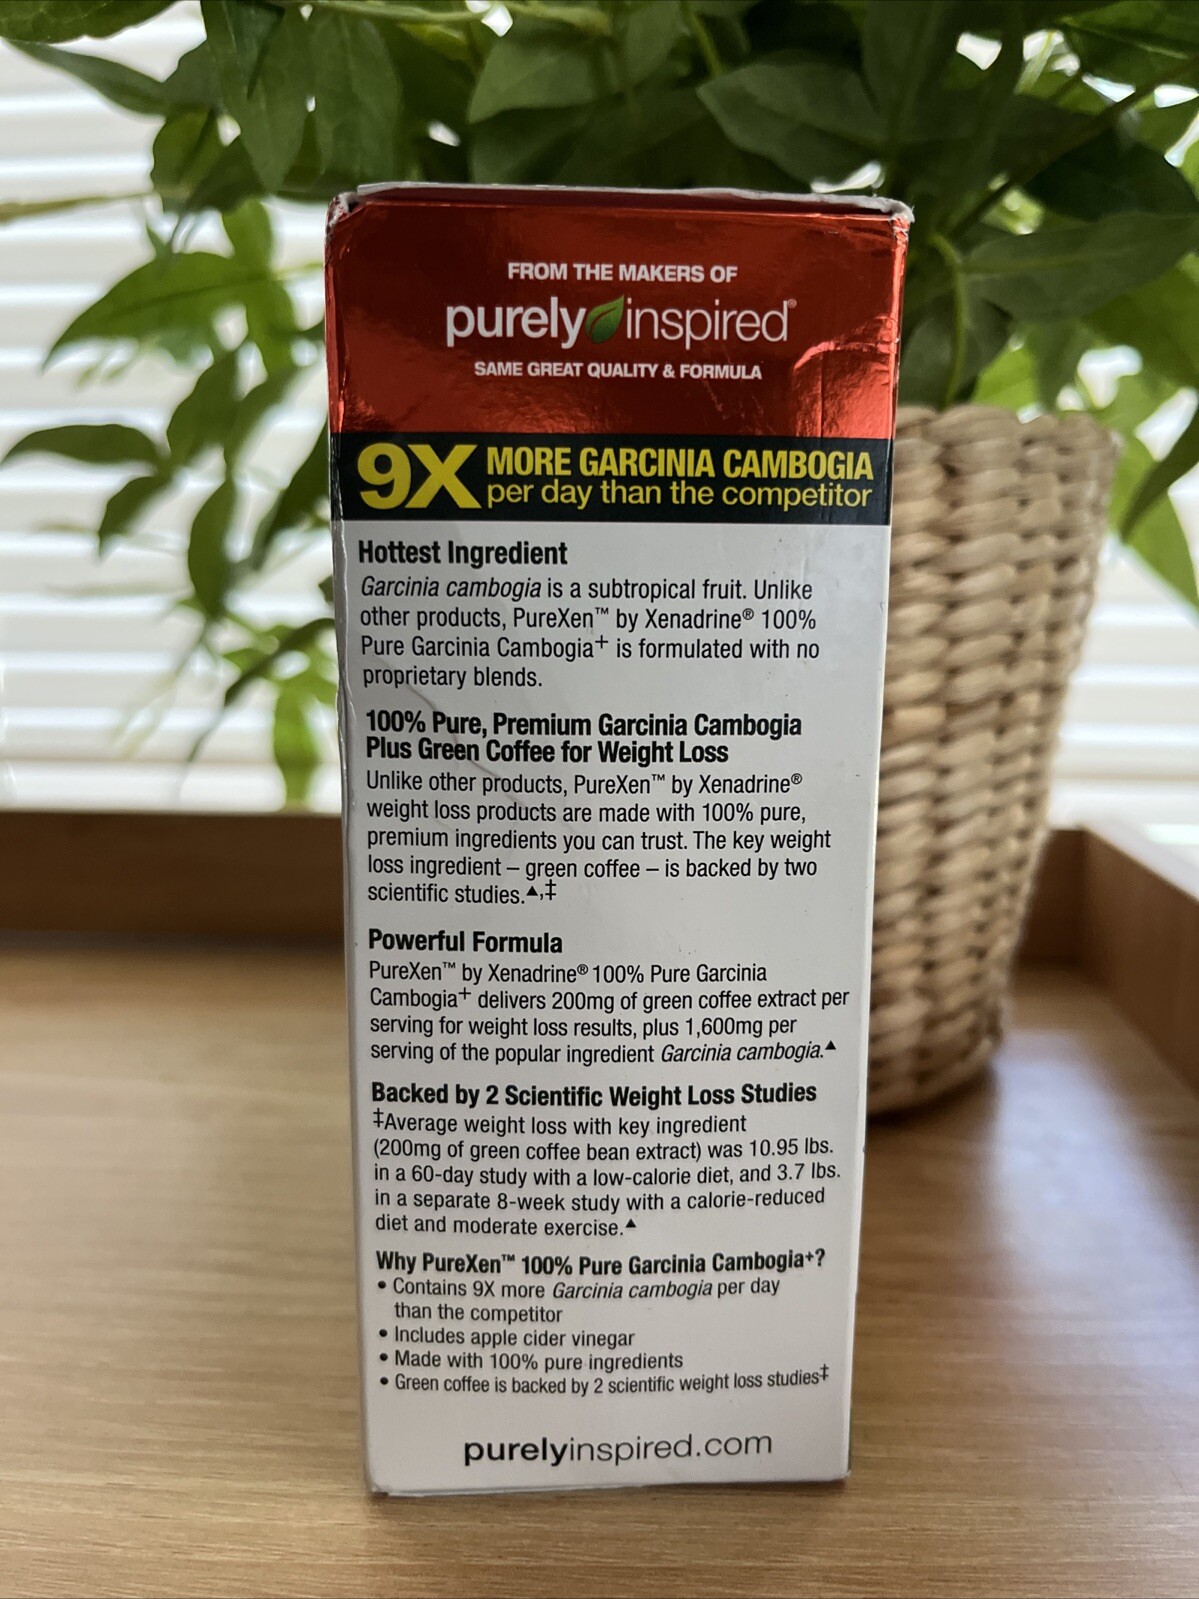 FROM THE MAKERS OF
purely inspired®
SAME GREAT QUALITY & FORMULA
9X MORE GARCINIA CAMBOGIA
per day than the competitor
Hottest Ingredient
Garcinia cambogia is a subtropical fruit. Unlike
other products, PureXen™ by Xenadrine® 100%
Pure Garcinia Cambogia+ is formulated with no
proprietary blends.
100% Pure, Premium Garcinia Cambogia
Plus Green Coffee for Weight Loss
Unlike other products, PureXen™ by Xenadrine®
weight loss products are made with 100% pure,
premium ingredients you can trust. The key weight
loss ingredient – green coffee – is backed by two
scientific studies.▲,‡
Powerful Formula
PureXen™ by Xenadrine® 100% Pure Garcinia
Cambogia+ delivers 200mg of green coffee extract per
serving for weight loss results, plus 1,600mg per
serving of the popular ingredient Garcinia cambogia.▲
Backed by 2 Scientific Weight Loss Studies
‡Average weight loss with key ingredient
(200mg of green coffee bean extract) was 10.95 lbs.
in a 60-day study with a low-calorie diet, and 3.7 lbs.
in a separate 8-week study with a calorie-reduced
diet and moderate exercise.▲
Why PureXen™ 100% Pure Garcinia Cambogia+?
• Contains 9X more Garcinia cambogia per day
than the competitor
• Includes apple cider vinegar
• Made with 100% pure ingredients
• Green coffee is backed by 2 scientific weight loss studies‡
purelyinspired.com